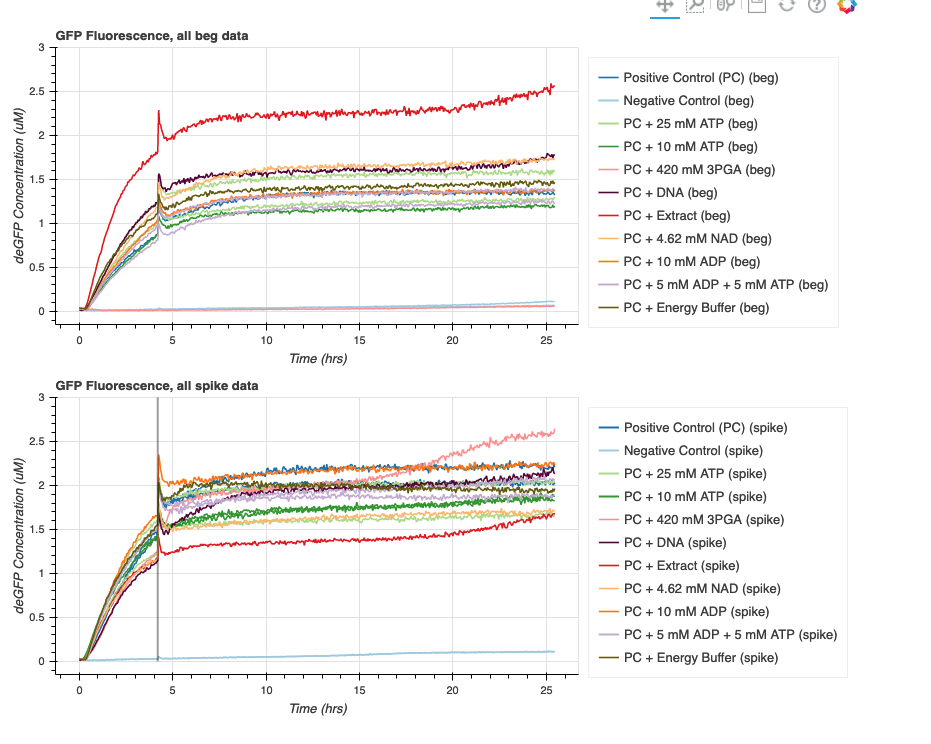 GFP Fluorescence, all beg data
deGFP Concentration (uM)
3
2.5
2
1.5
1
0.5
0
0 5 10 15 20 25
Time (hrs)
Positive Control (PC) (beg)
Negative Control (beg)
PC + 25 mM ATP (beg)
PC + 10 mM ATP (beg)
PC + 420 mM 3PGA (beg)
PC + DNA (beg)
PC + Extract (beg)
PC + 4.62 mM NAD (beg)
PC + 10 mM ADP (beg)
PC + 5 mM ADP + 5 mM ATP (beg)
PC + Energy Buffer (beg)
GFP Fluorescence, all spike data
deGFP Concentration (uM)
3
2.5
2
1.5
1
0.5
0
0 5 10 15 20 25
Time (hrs)
Positive Control (PC) (spike)
Negative Control (spike)
PC + 25 mM ATP (spike)
PC + 10 mM ATP (spike)
PC + 420 mM 3PGA (spike)
PC + DNA (spike)
PC + Extract (spike)
PC + 4.62 mM NAD (spike)
PC + 10 mM ADP (spike)
PC + 5 mM ADP + 5 mM ATP (spike)
PC + Energy Buffer (spike)